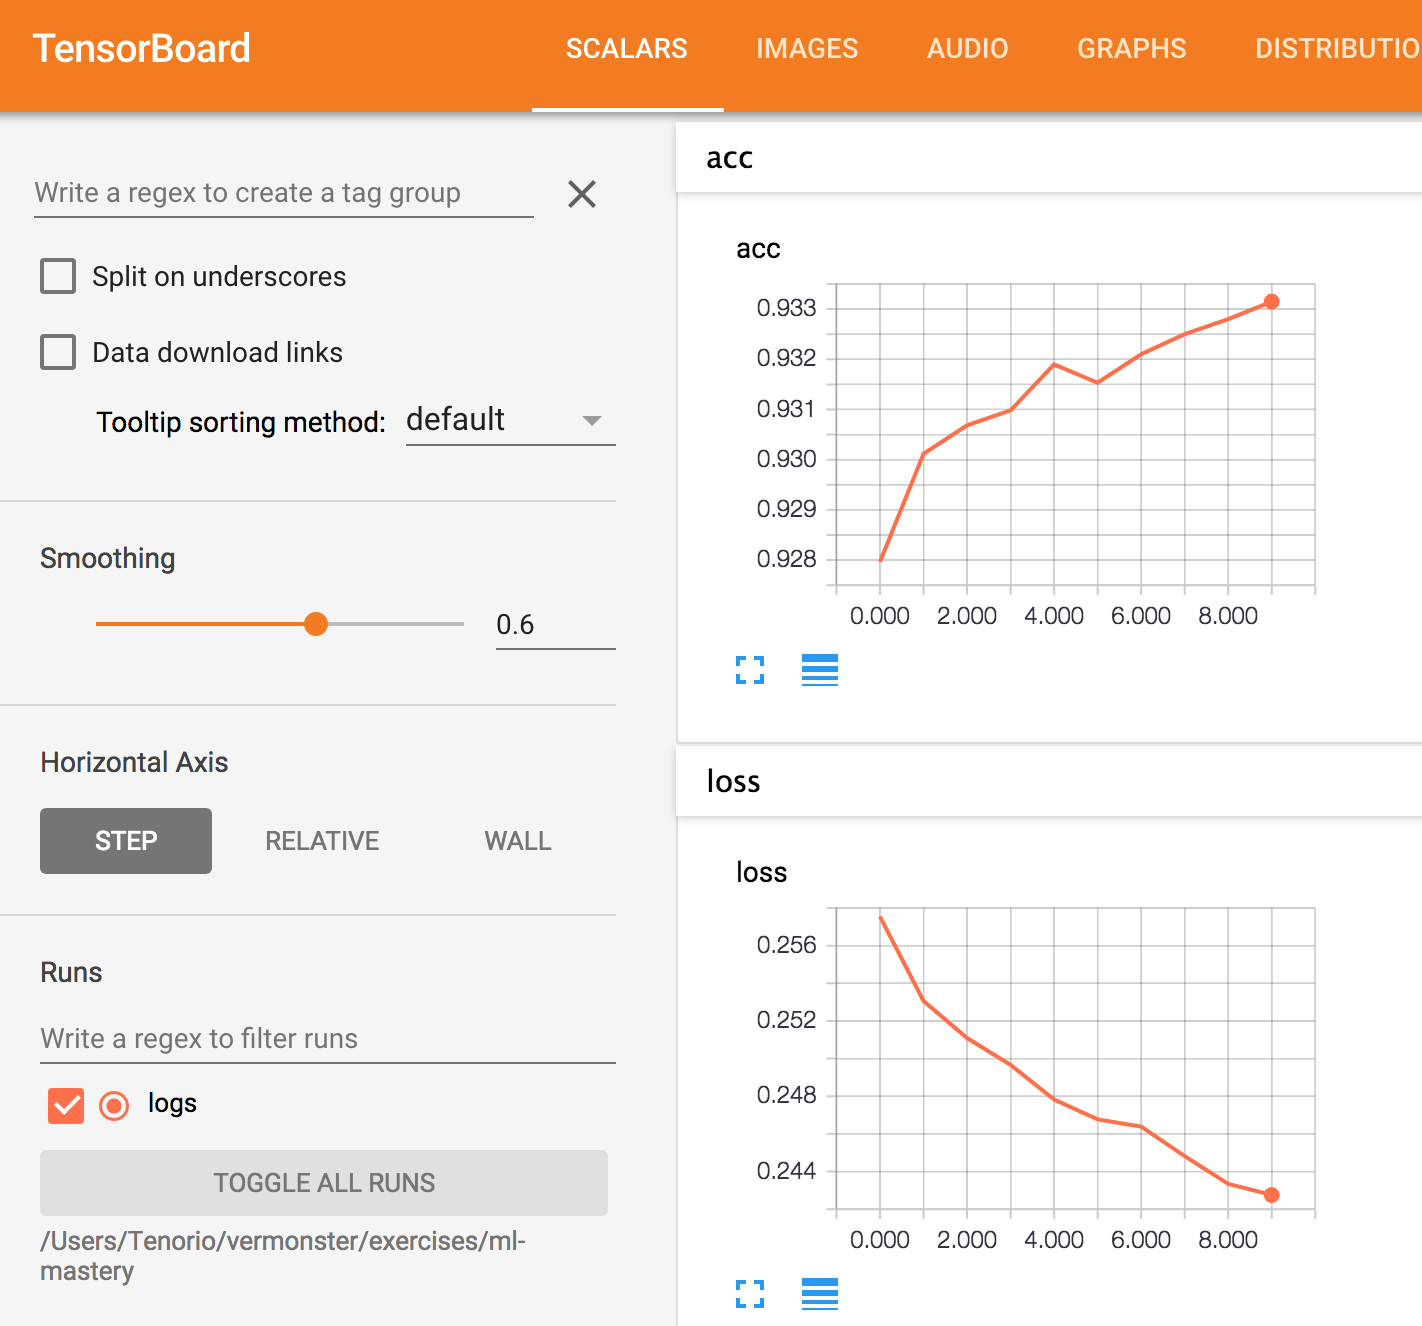 TensorBoard
SCALARS IMAGES AUDIO GRAPHS DISTRIBUTIO
Write a regex to create a tag group
Split on underscores
Data download links
Tooltip sorting method: default
Smoothing
0.6
Horizontal Axis
STEP RELATIVE WALL
Runs
Write a regex to filter runs
logs
TOGGLE ALL RUNS
/Users/Tenorio/vermonster/exercises/ml-
mastery
acc
acc
0.933
0.932
0.931
0.930
0.929
0.928
0.000 2.000 4.000 6.000 8.000
loss
loss
0.256
0.252
0.248
0.244
0.000 2.000 4.000 6.000 8.000